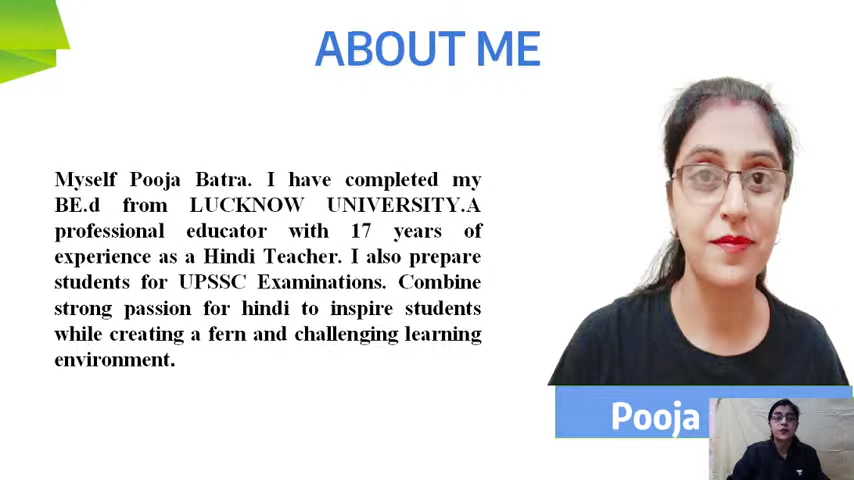 ABOUT ME
Myself Pooja Batra. I have completed my
BE.d from LUCKNOW UNIVERSITY.A
professional educator with 17 years of
experience as a Hindi Teacher. I also prepare
students for UPSSC Examinations. Combine
strong passion for hindi to inspire students
while creating a fern and challenging learning
environment.
Pooja